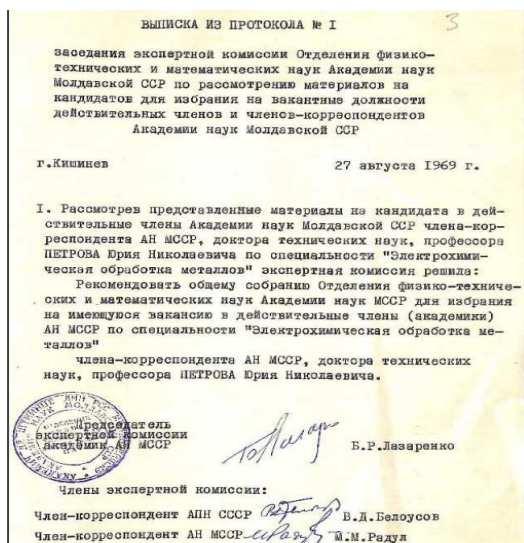 ВЫПИСКА ИЗ ПРОТОКОЛА № I
3
заседания экспертной комиссии Отделения физико-
технических и математических наук Академии наук
Молдавской ССР по рассмотрению материалов на
кандидатов для избрания на вакантные должности
действительных членов и членов-корреспондентов
Академии наук Молдавской ССР
г.Кишинев 27 августа I969 г.
I. Рассмотрев представленные материалы на кандидата в дей-
ствительные члены Академии наук Молдавской ССР члена-кор-
респондента АН МССР, доктора технических наук, профессора
ПЕТРОВА Юрия Николаевича по специальности "Электрохими-
ческая обработка металлов" экспертная комиссия решила:
Рекомендовать общему собранию Отделения физико-техниче-
ских и математических наук Академии наук МССР для избрания
на имеющуюся вакансию в действительные члены (академики)
АН МССР по специальности "Электрохимическая обработка ме-
таллов"
члена-корреспондента АН МССР, доктора технических
наук, профессора ПЕТРОВА Юрия Николаевича.
Председатель
экспертной комиссии
академик АН МССР Б.Р.Лазаренко
Члены экспертной комиссии:
Член-корреспондент АПН СССР В.Д.Белоусов
Член-корреспондент АН МССР М.М.Радул